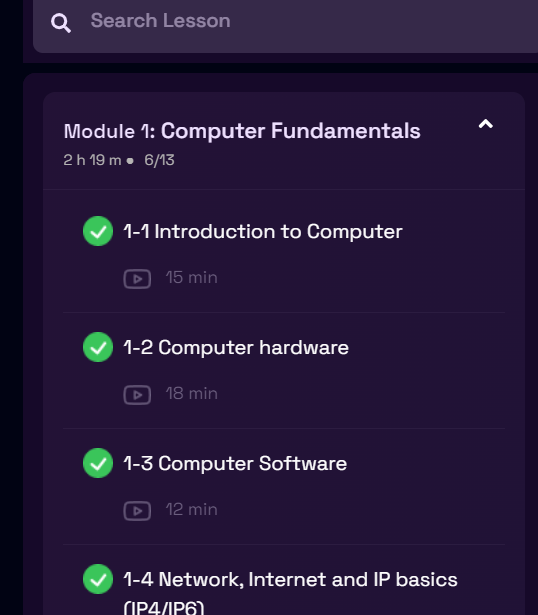 Search Lesson
Module 1: Computer Fundamentals
2 h 19 m ● 6/13
1-1 Introduction to Computer
15 min
1-2 Computer hardware
18 min
1-3 Computer Software
12 min
1-4 Network, Internet and IP basics
(IP4/IP6)